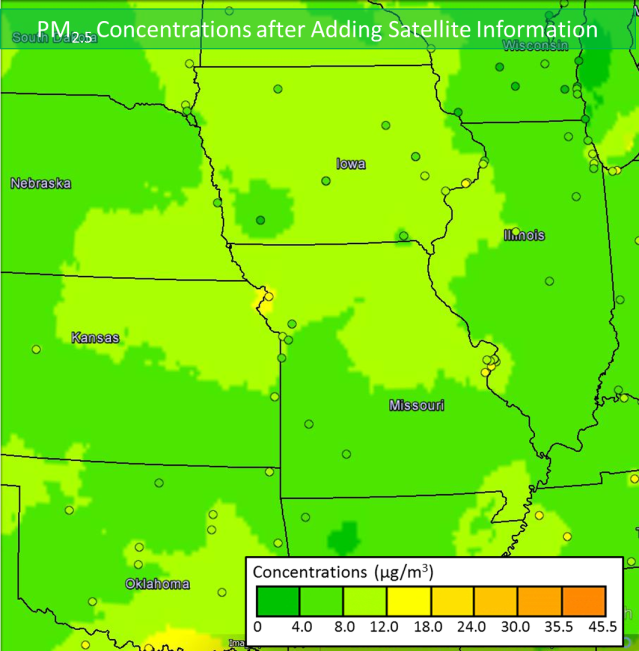 PM2.5 Concentrations after Adding Satellite Information
South Dakota
Wisconsin
Iowa
Nebraska
Illinois
Kansas
Missouri
Oklahoma
Concentrations (µg/m³)
0 4.0 8.0 12.0 18.0 24.0 30.0 35.5 45.5
Ima